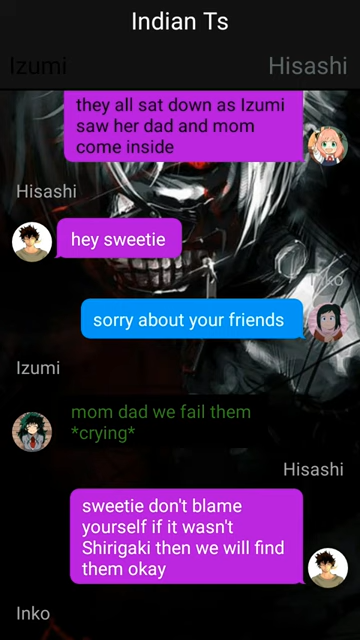 Indian Ts
Izumi
Hisashi
they all sat down as Izumi
saw her dad and mom
come inside
Hisashi
hey sweetie
Inko
sorry about your friends
Izumi
mom dad we fail them
*crying*
Hisashi
sweetie don't blame
yourself if it wasn't
Shirigaki then we will find
them okay
Inko